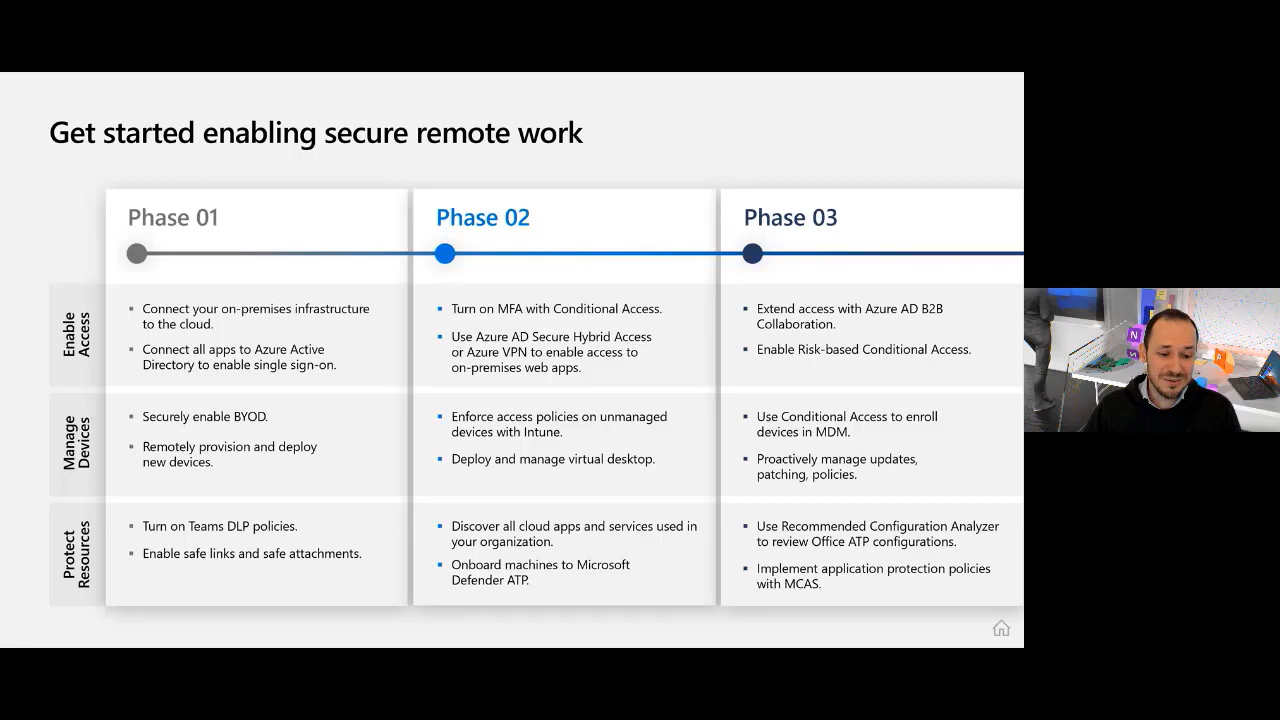 Get started enabling secure remote work
Phase 01
Phase 02
Phase 03
Enable
Access
Connect your on-premises infrastructure
to the cloud.
Connect all apps to Azure Active
Directory to enable single sign-on.
Turn on MFA with Conditional Access.
Use Azure AD Secure Hybrid Access
or Azure VPN to enable access to
on-premises web apps.
Extend access with Azure AD B2B
Collaboration.
Enable Risk-based Conditional Access.
Manage
Devices
Securely enable BYOD.
Remotely provision and deploy
new devices.
Enforce access policies on unmanaged
devices with Intune.
Deploy and manage virtual desktop.
Use Conditional Access to enroll
devices in MDM.
Proactively manage updates,
patching, policies.
Protect
Resources
Turn on Teams DLP policies.
Enable safe links and safe attachments.
Discover all cloud apps and services used in
your organization.
Onboard machines to Microsoft
Defender ATP.
Use Recommended Configuration Analyzer
to review Office ATP configurations.
Implement application protection policies
with MCAS.
N
P